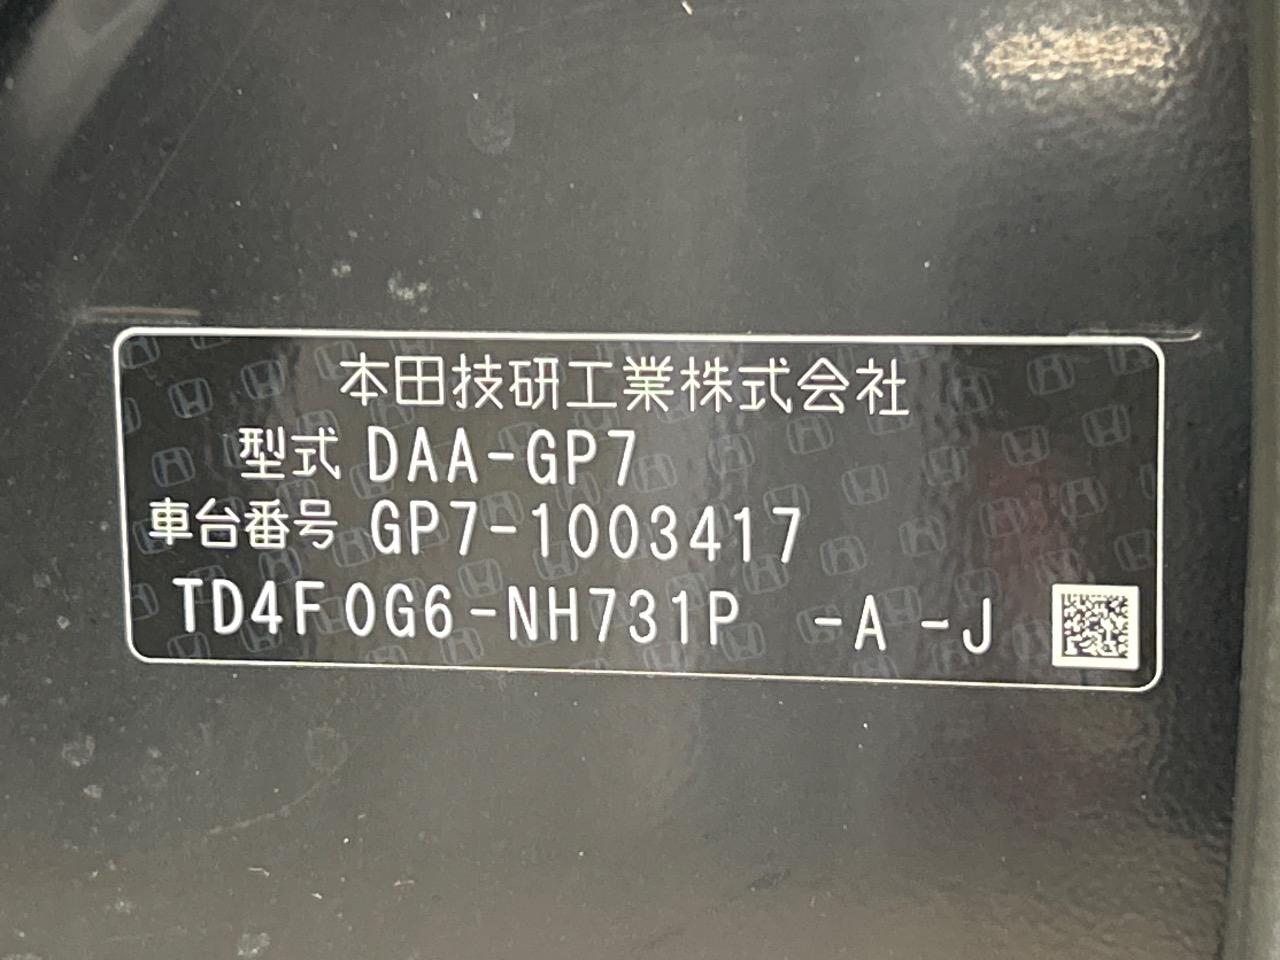 本田技研工業株式会社
型式 DAA-GP7
車台番号 GP7-1003417
TD4F0G6-NH731P -A -J